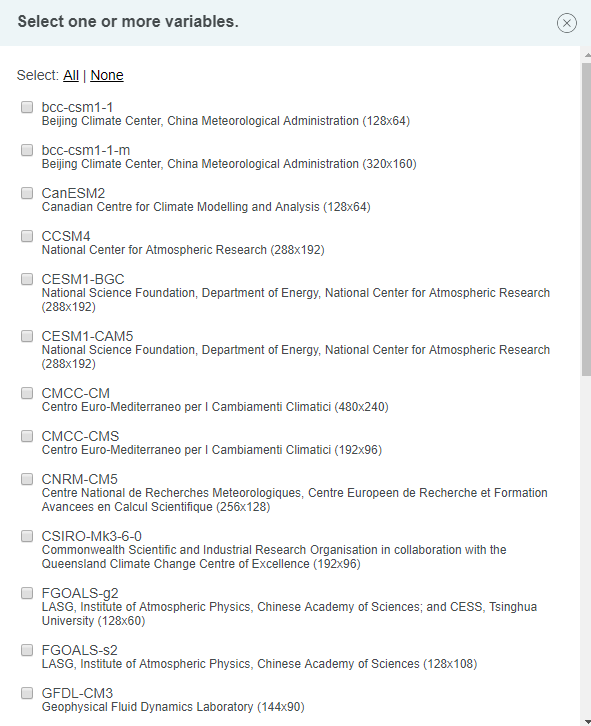 Select one or more variables.
Select: All | None
bcc-csm1-1
Beijing Climate Center, China Meteorological Administration (128x64)
bcc-csm1-1-m
Beijing Climate Center, China Meteorological Administration (320x160)
CanESM2
Canadian Centre for Climate Modelling and Analysis (128x64)
CCSM4
National Center for Atmospheric Research (288x192)
CESM1-BGC
National Science Foundation, Department of Energy, National Center for Atmospheric Research
(288x192)
CESM1-CAM5
National Science Foundation, Department of Energy, National Center for Atmospheric Research
(288x192)
CMCC-CM
Centro Euro-Mediterraneo per I Cambiamenti Climatici (480x240)
CMCC-CMS
Centro Euro-Mediterraneo per I Cambiamenti Climatici (192x96)
CNRM-CM5
Centre National de Recherches Meteorologiques, Centre Europeen de Recherche et Formation
Avancees en Calcul Scientifique (256x128)
CSIRO-Mk3-6-0
Commonwealth Scientific and Industrial Research Organisation in collaboration with the
Queensland Climate Change Centre of Excellence (192x96)
FGOALS-g2
LASG, Institute of Atmospheric Physics, Chinese Academy of Sciences; and CESS, Tsinghua
University (128x60)
FGOALS-s2
LASG, Institute of Atmospheric Physics, Chinese Academy of Sciences (128x108)
GFDL-CM3
Geophysical Fluid Dynamics Laboratory (144x90)